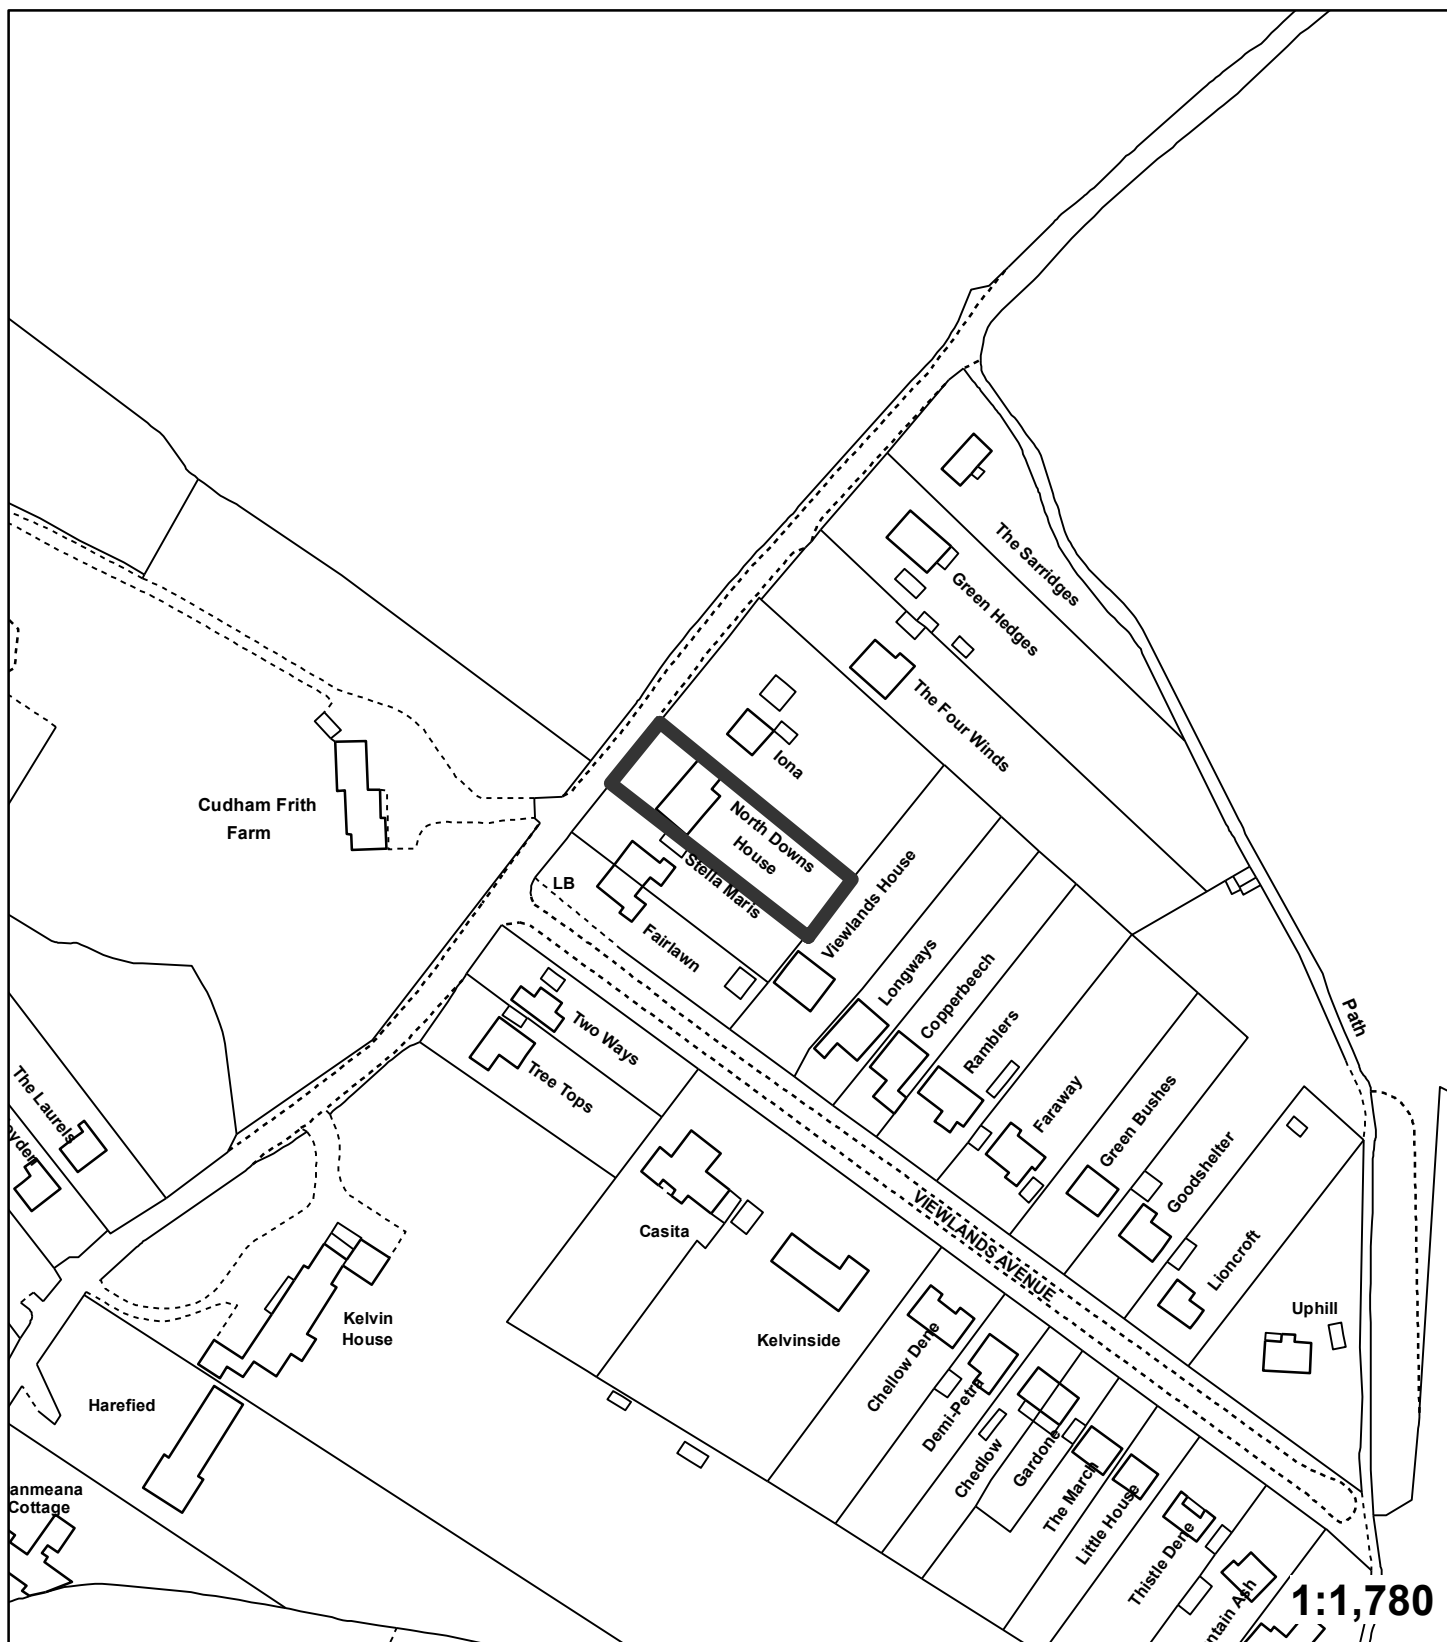 The Sarridges
Green Hedges
The Four Winds
Iona
North Downs
House
Cudham Frith
Farm
Stella Maris
LB
Viewlands House
Fairlawn
Longways
Copperbeech
Ramblers
Path
Two Ways
Tree Tops
The Laurels
Faraway
Green Bushes
Goodshelter
VIEWLANDS AVENUE
Casita
Lioncroft
Uphill
Kelvin
House
Kelvinside
Chellow Dene
Demi-Petra
Harefied
Chedlow
Gardone
The March
Little House
anmeana
Cottage
Thistle Dene
ntain Ash
1:1,780